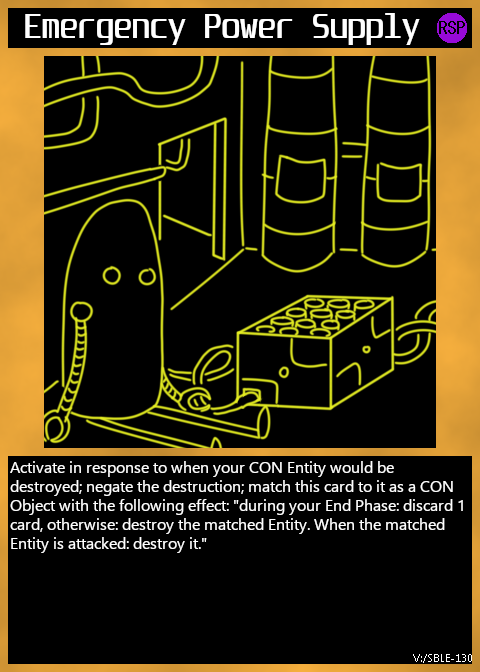 Emergency Power Supply RSP
Activate in response to when your CON Entity would be
destroyed; negate the destruction; match this card to it as a CON
Object with the following effect: "during your End Phase: discard 1
card, otherwise: destroy the matched Entity. When the matched
Entity is attacked: destroy it."
V:/SBLE-130